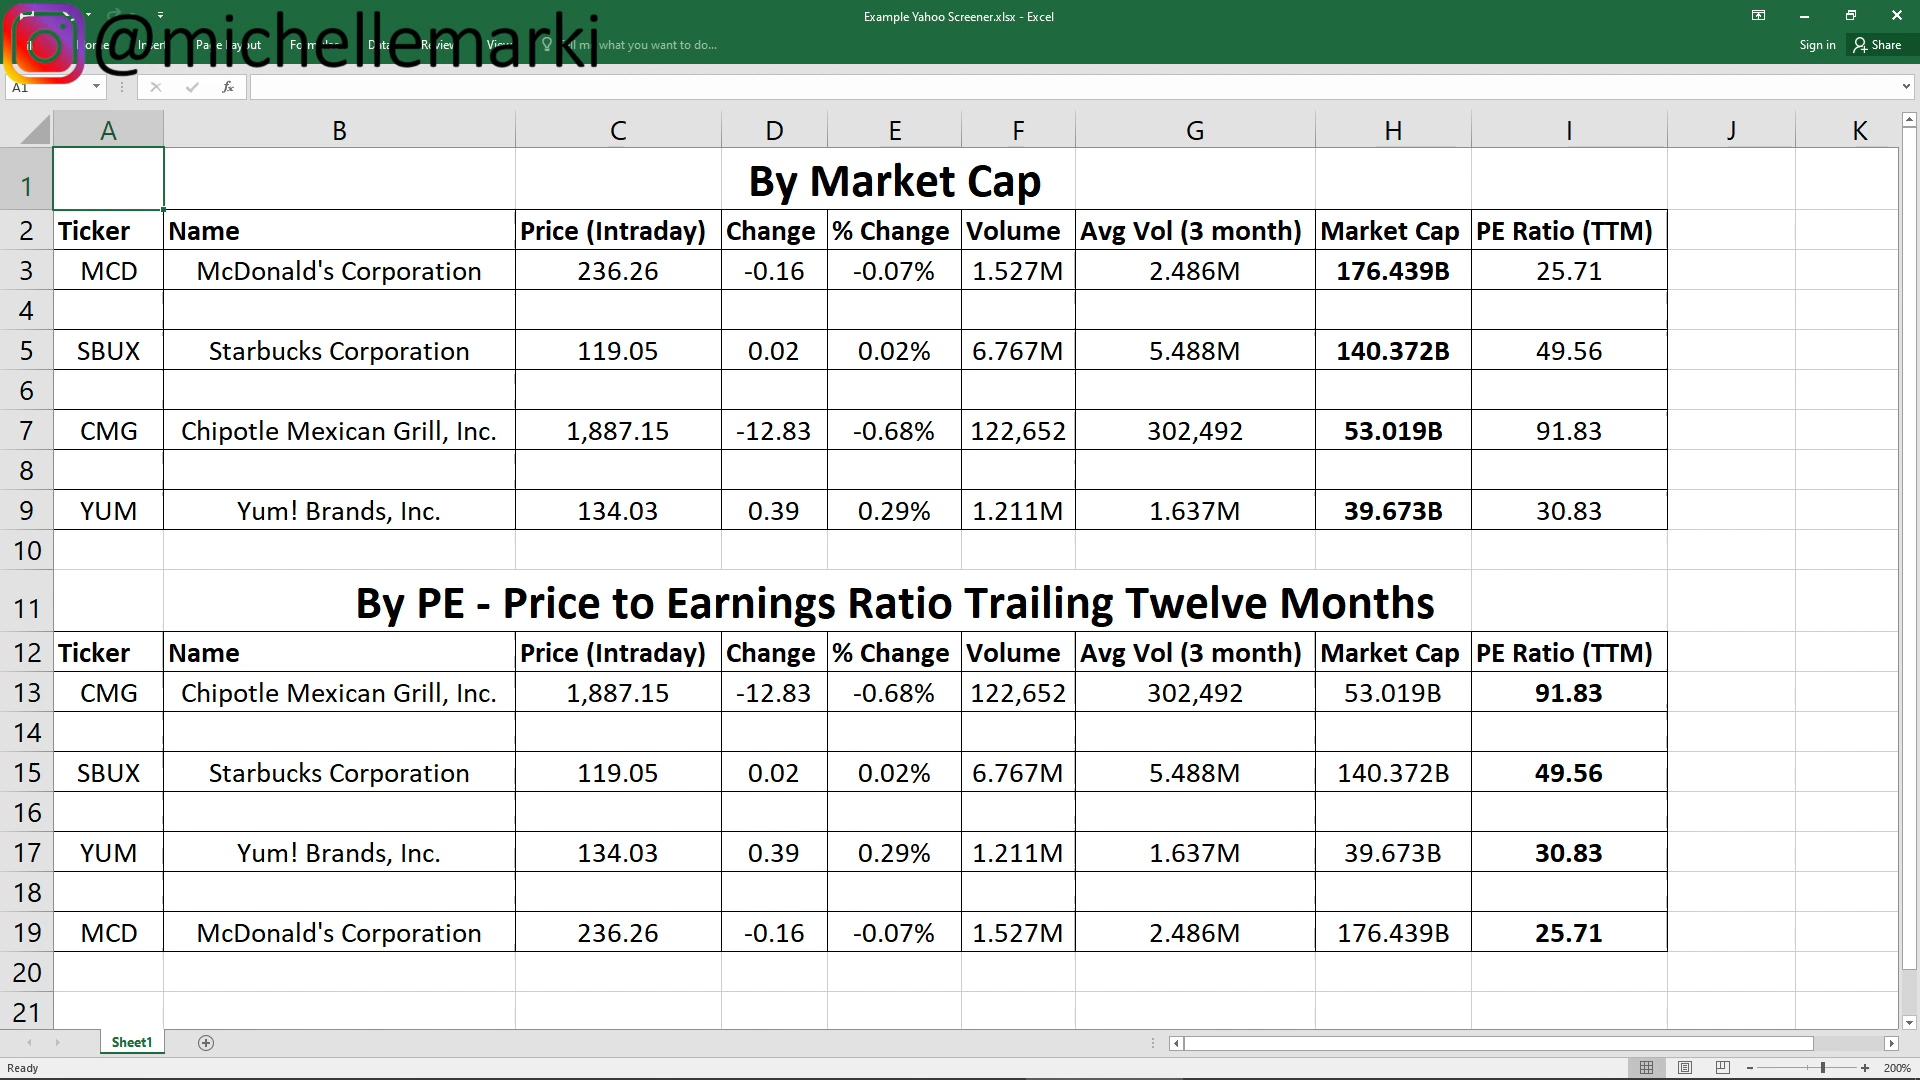 Example Yahoo Screener.xlsx - Excel
@michellemarki
Page Layout
what you want to do...
Sign in
Share
A1
fx
A B C D E F G H I J K
1 By Market Cap
2 Ticker Name Price (Intraday) Change % Change Volume Avg Vol (3 month) Market Cap PE Ratio (TTM)
3 MCD McDonald's Corporation 236.26 -0.16 -0.07% 1.527M 2.486M 176.439B 25.71
4
5 SBUX Starbucks Corporation 119.05 0.02 0.02% 6.767M 5.488M 140.372B 49.56
6
7 CMG Chipotle Mexican Grill, Inc. 1,887.15 -12.83 -0.68% 122,652 302,492 53.019B 91.83
8
9 YUM Yum! Brands, Inc. 134.03 0.39 0.29% 1.211M 1.637M 39.673B 30.83
10
11 By PE - Price to Earnings Ratio Trailing Twelve Months
12 Ticker Name Price (Intraday) Change % Change Volume Avg Vol (3 month) Market Cap PE Ratio (TTM)
13 CMG Chipotle Mexican Grill, Inc. 1,887.15 -12.83 -0.68% 122,652 302,492 53.019B 91.83
14
15 SBUX Starbucks Corporation 119.05 0.02 0.02% 6.767M 5.488M 140.372B 49.56
16
17 YUM Yum! Brands, Inc. 134.03 0.39 0.29% 1.211M 1.637M 39.673B 30.83
18
19 MCD McDonald's Corporation 236.26 -0.16 -0.07% 1.527M 2.486M 176.439B 25.71
20
21
Sheet1
Ready
200%